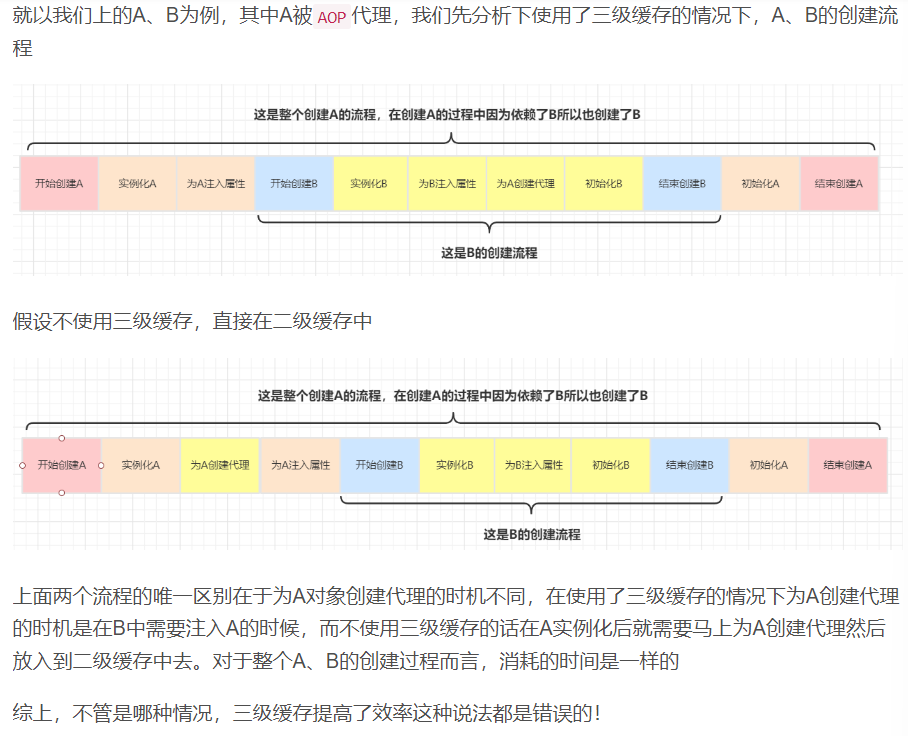 就以我们上的A、B为例，其中A被 AOP 代理，我们先分析下使用了三级缓存的情况下，A、B的创建流
程
这是整个创建A的流程，在创建A的过程中因为依赖了B所以也创建了B
开始创建A 实例化A 为A注入属性 开始创建B 实例化B 为B注入属性 为A创建代理 初始化B 结束创建B 初始化A 结束创建A
这是B的创建流程
假设不使用三级缓存，直接在二级缓存中
这是整个创建A的流程，在创建A的过程中因为依赖了B所以也创建了B
开始创建A 实例化A 为A创建代理 为A注入属性 开始创建B 实例化B 为B注入属性 初始化B 结束创建B 初始化A 结束创建A
这是B的创建流程
上面两个流程的唯一区别在于为A对象创建代理的时机不同，在使用了三级缓存的情况下为A创建代理
的时机是在B中需要注入A的时候，而不使用三级缓存的话在A实例化后就需要马上为A创建代理然后
放入到二级缓存中去。对于整个A、B的创建过程而言，消耗的时间是一样的
综上，不管是哪种情况，三级缓存提高了效率这种说法都是错误的！